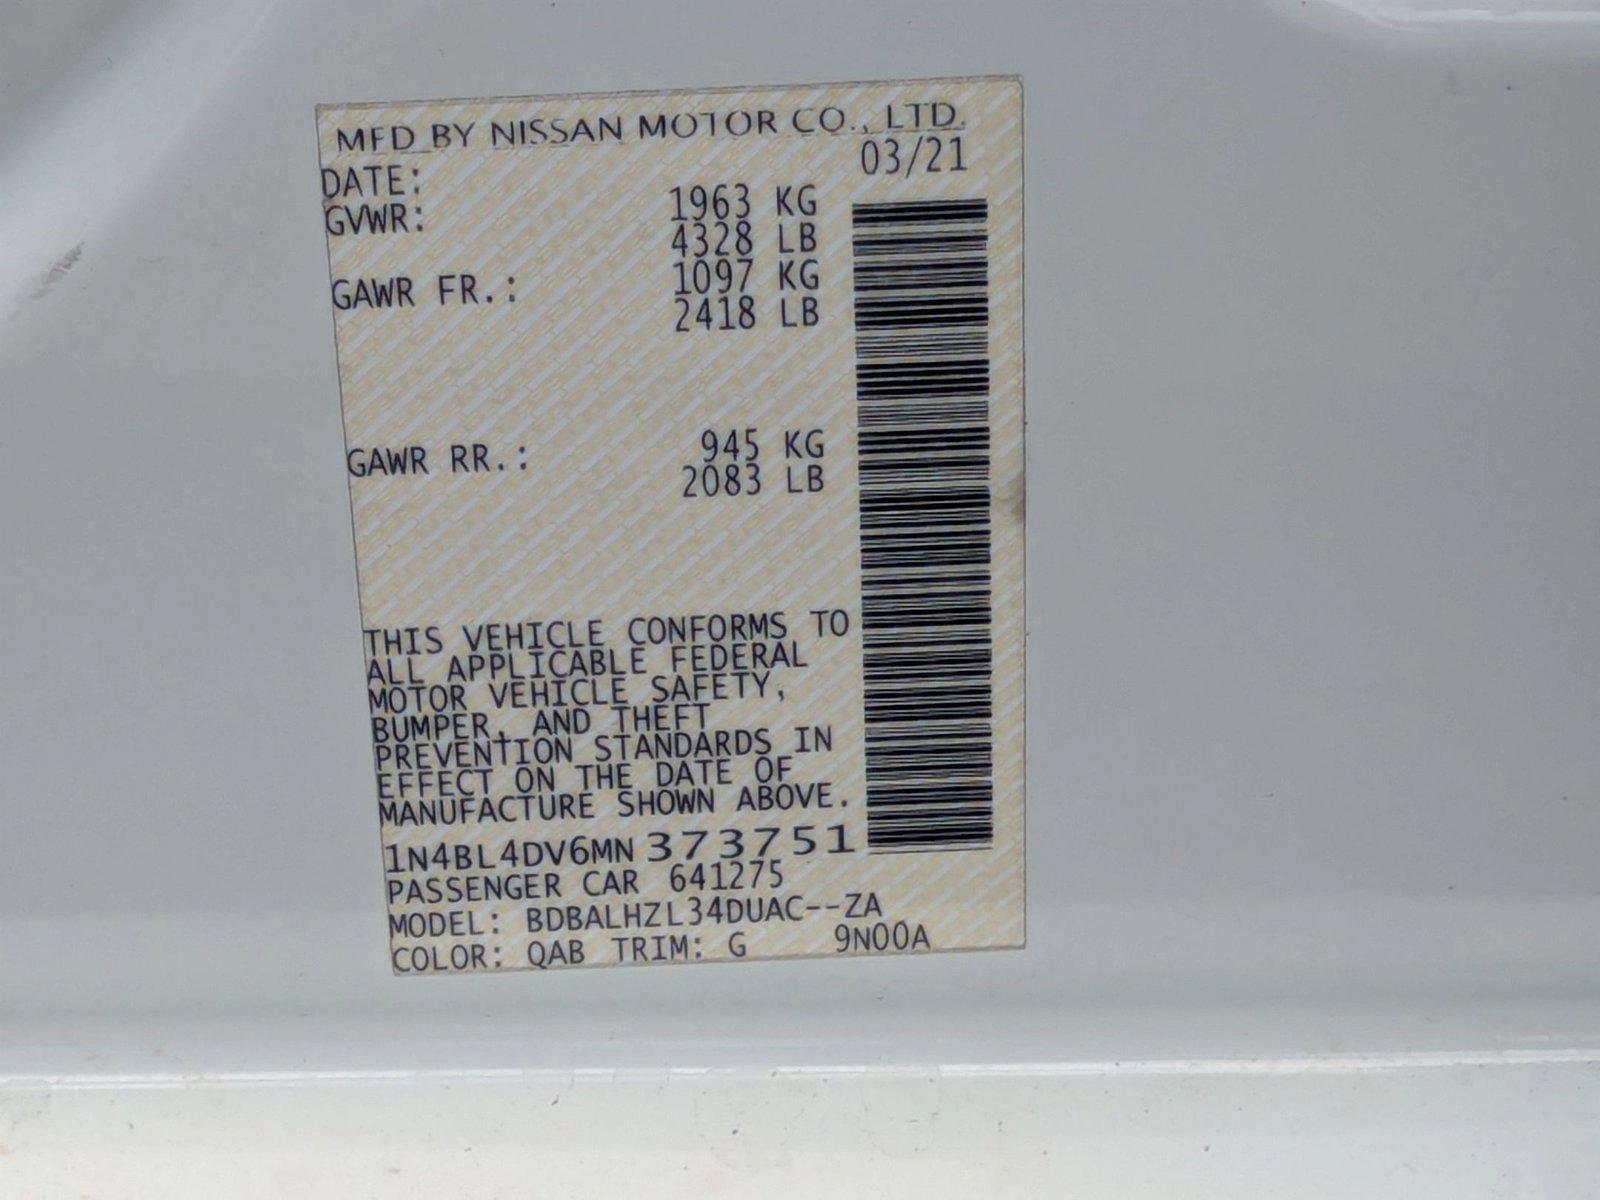 MFD BY NISSAN MOTOR CO., LTD.
DATE: 03/21
GVWR: 1963 KG
4328 LB
GAWR FR.: 1097 KG
2418 LB
GAWR RR.: 945 KG
2083 LB
THIS VEHICLE CONFORMS TO
ALL APPLICABLE FEDERAL
MOTOR VEHICLE SAFETY,
BUMPER, AND THEFT
PREVENTION STANDARDS IN
EFFECT ON THE DATE OF
MANUFACTURE SHOWN ABOVE.
1N4BL4DV6MN373751
PASSENGER CAR 641275
MODEL: BDBALHZL34DUAC--ZA
COLOR: QAB TRIM: G 9N00A